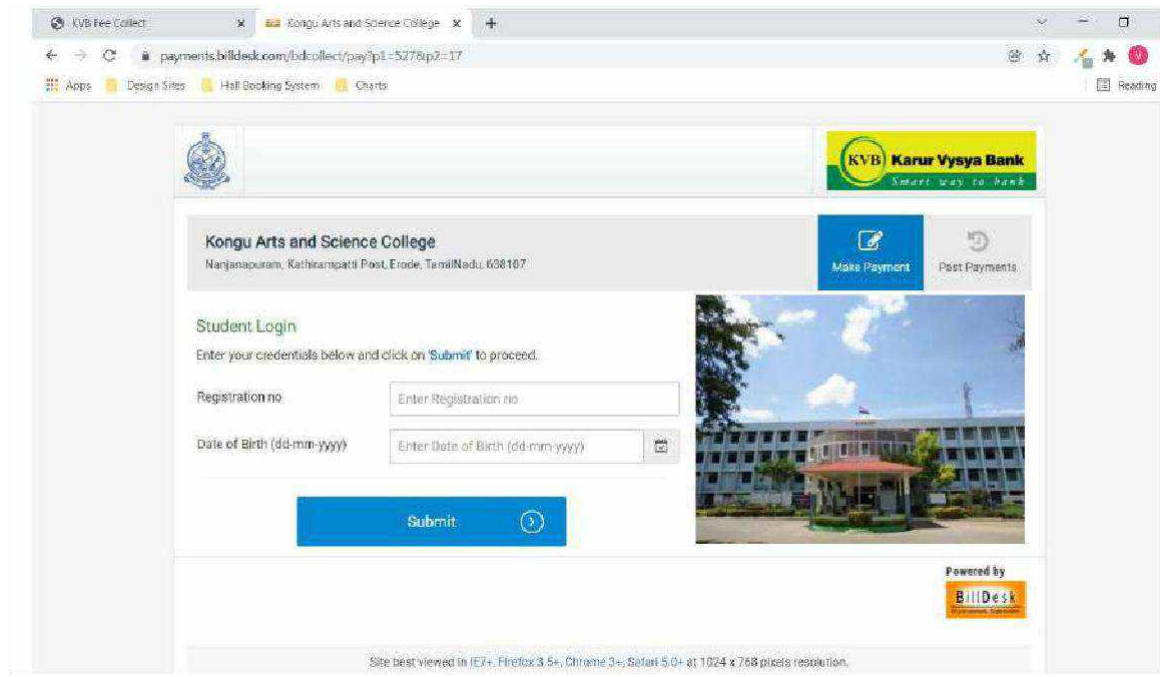 KVB Fee Collect
Kongu Arts and Science College
payments.billdesk.com/bdcollect/pay?p1=527&p2=17
Apps
Design Sites
Hall Booking System
Charts
Reading
KVB
Karur Vysya Bank
Smart way to bank
Kongu Arts and Science College
Nanjanapuram, Kathirampatti Post, Erode, TamilNadu, 638107
Make Payment
Past Payments
Student Login
Enter your credentials below and click on 'Submit' to proceed.
Registration no
Enter Registration no
Date of Birth (dd-mm-yyyy)
Enter Date of Birth (dd-mm-yyyy)
Submit
Powered by
BillDesk
Site best viewed in IE7+, Firefox 3.5+, Chrome 3+, Safari 5.0+ at 1024 x 768 pixels resolution.